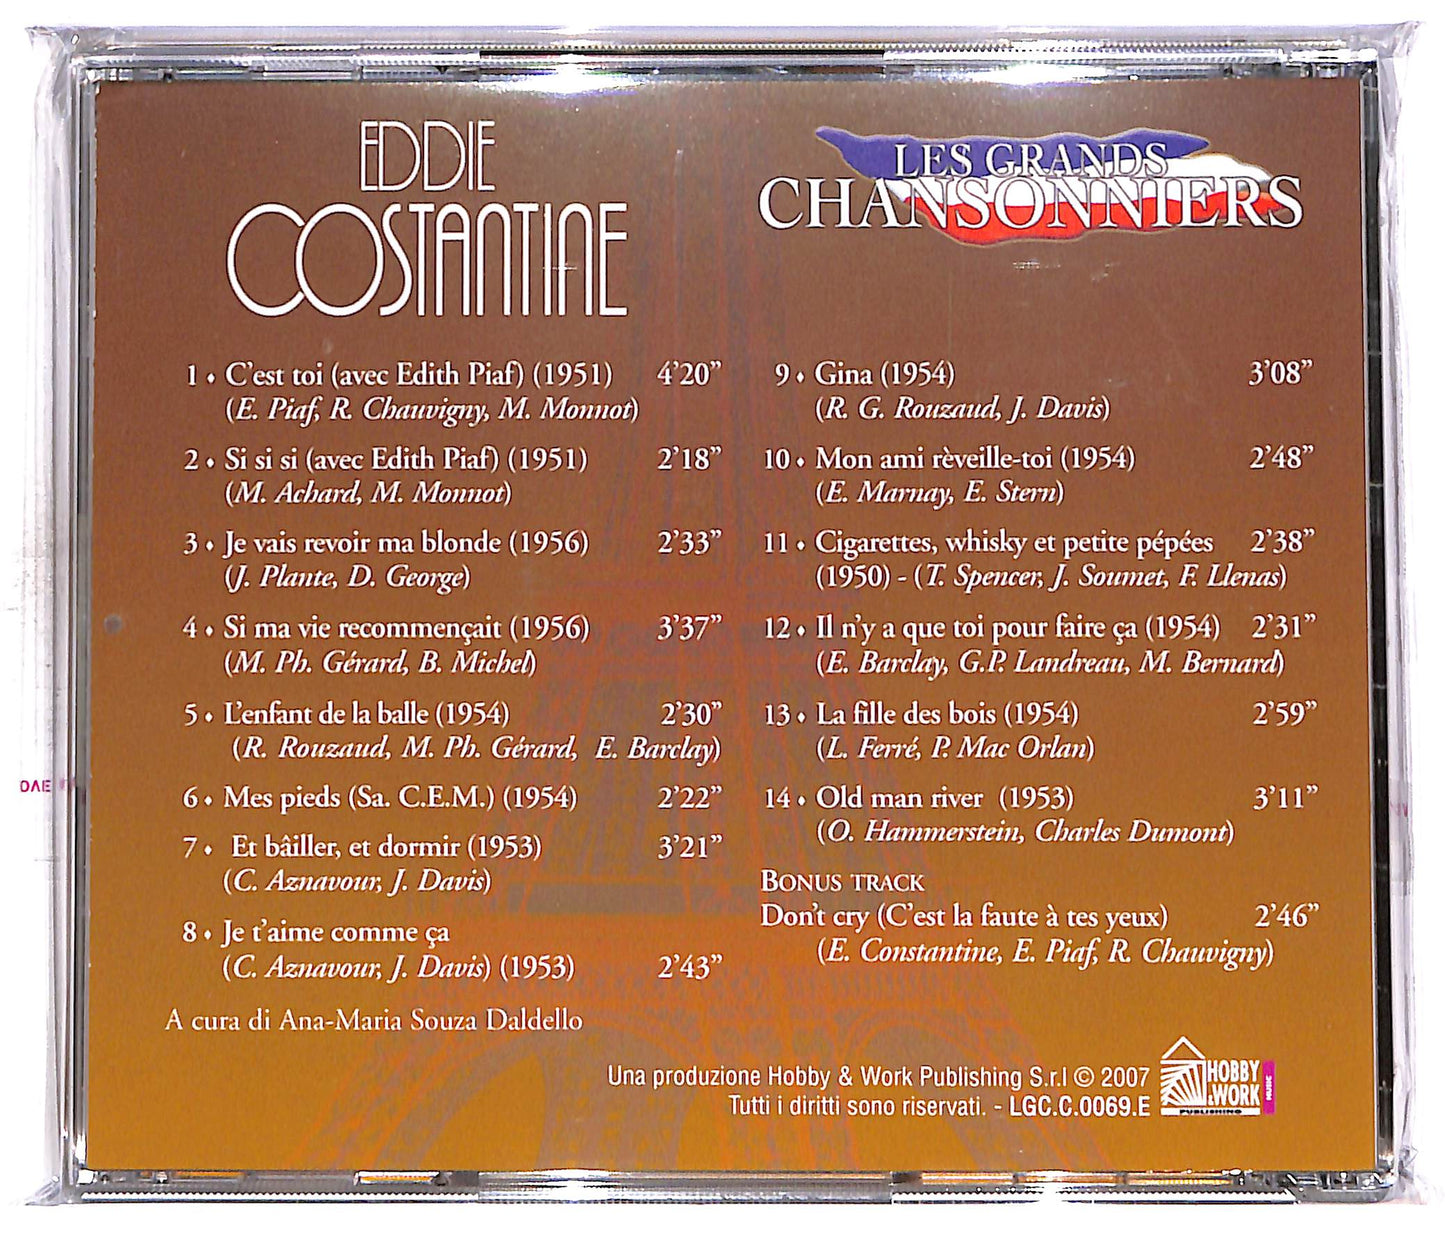 EDDIE
COSTANTINE
LES GRANDS
CHANSONNIERS
1 ♦ C'est toi (avec Edith Piaf) (1951) 4'20”
(E. Piaf, R. Chauvigny, M. Monnot)
2 ♦ Si si si (avec Edith Piaf) (1951) 2'18”
(M. Achard, M. Monnot)
3 ♦ Je vais revoir ma blonde (1956) 2'33”
(J. Plante, D. George)
4 ♦ Si ma vie recommençait (1956) 3'37”
(M. Ph. Gérard, B. Michel)
5 ♦ L'enfant de la balle (1954) 2'30”
(R. Rouzaud, M. Ph. Gérard, E. Barclay)
6 ♦ Mes pieds (Sa. C.E.M.) (1954) 2'22”
7 ♦ Et bâiller, et dormir (1953) 3'21”
(C. Aznavour, J. Davis)
8 ♦ Je t'aime comme ça
(C. Aznavour, J. Davis) (1953) 2'43”
A cura di Ana-Maria Souza Daldello
9 ♦ Gina (1954) 3'08”
(R. G. Rouzaud, J. Davis)
10 ♦ Mon ami rèveille-toi (1954) 2'48”
(E. Marnay, E. Stern)
11 ♦ Cigarettes, whisky et petite pépées 2'38”
(1950) - (T. Spencer, J. Soumet, F. Llenas)
12 ♦ Il n'y a que toi pour faire ça (1954) 2'31”
(E. Barclay, G.P. Landreau, M. Bernard)
13 ♦ La fille des bois (1954) 2'59”
(L. Ferré, P. Mac Orlan)
14 ♦ Old man river (1953) 3'11”
(O. Hammerstein, Charles Dumont)
BONUS TRACK
Don't cry (C'est la faute à tes yeux) 2'46”
(E. Constantine, E. Piaf, R. Chauvigny)
Una produzione Hobby & Work Publishing S.r.l © 2007
Tutti i diritti sono riservati. - LGC.C.0069.E
HOBBY
& WORK
PUBLISHING
MUSIC